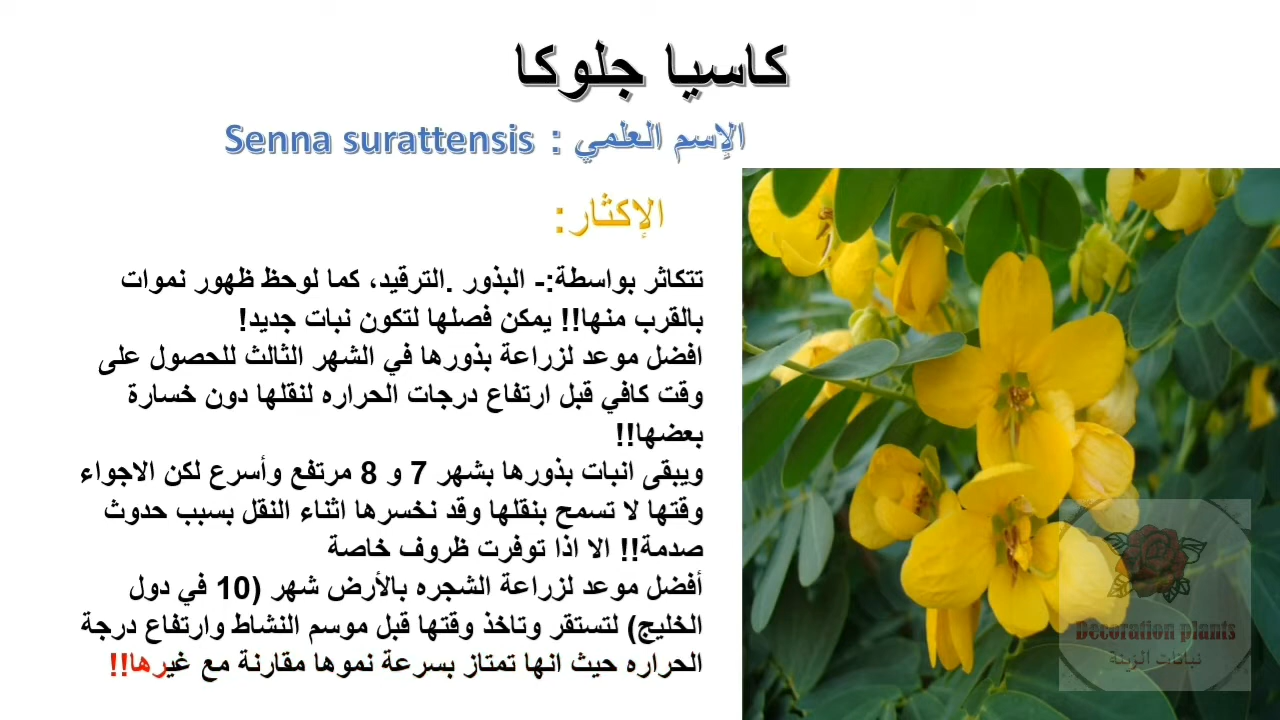 كاسيا جلوكا
الإسم العلمي : Senna surattensis
الإكثار:
تتكاثر بواسطة:- البذور .الترقيد، كما لوحظ ظهور نموات
بالقرب منها!! يمكن فصلها لتكون نبات جديد!
افضل موعد لزراعة بذورها في الشهر الثالث للحصول على
وقت كافي قبل ارتفاع درجات الحراره لنقلها دون خسارة
بعضها!!
ويبقى انبات بذورها بشهر 7 و 8 مرتفع وأسرع لكن الاجواء
وقتها لا تسمح بنقلها وقد نخسرها اثناء النقل بسبب حدوث
صدمة!! الا اذا توفرت ظروف خاصة
أفضل موعد لزراعة الشجره بالأرض شهر (10 في دول
الخليج) لتستقر وتاخذ وقتها قبل موسم النشاط وارتفاع درجة
الحراره حيث انها تمتاز بسرعة نموها مقارنة مع غيرها!!
Decoration plants
نباتات الزينة